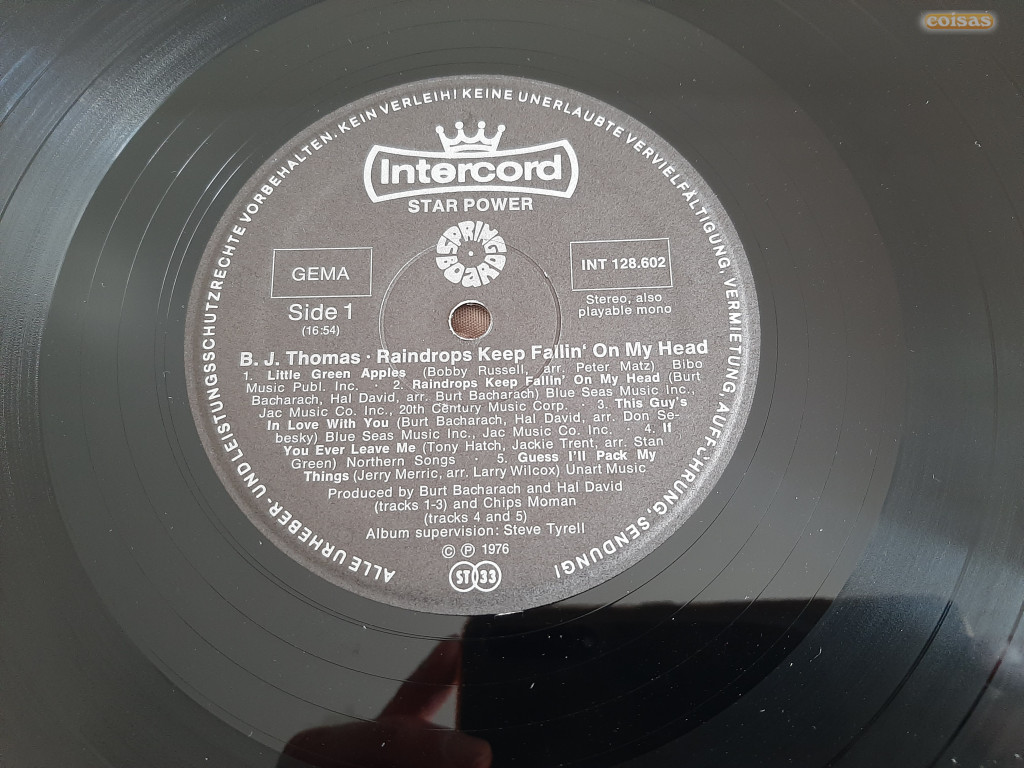 coisas
ALLE URHEBER- UND LEISTUNGSSCHUTZRECHTE VORBEHALTEN. KEIN VERLEIH! KEINE UNERLAUBTE VERVIELFÄLTIGUNG, VERMIETUNG, AUFFÜHRUNG, SENDUNG!
Intercord
STAR POWER
SPRING BOARD
GEMA
INT 128.602
Side 1
(16:54)
Stereo, also
playable mono
B. J. Thomas · Raindrops Keep Fallin' On My Head
1. Little Green Apples (Bobby Russell, arr. Peter Matz) Bibo
Music Publ. Inc. · 2. Raindrops Keep Fallin' On My Head (Burt
Bacharach, Hal David, arr. Burt Bacharach) Blue Seas Music Inc.,
Jac Music Co. Inc., 20th Century Music Corp. · 3. This Guy's
In Love With You (Burt Bacharach, Hal David, arr. Don Se-
besky) Blue Seas Music Inc., Jac Music Co. Inc. · 4. If
You Ever Leave Me (Tony Hatch, Jackie Trent, arr. Stan
Green) Northern Songs · 5. Guess I'll Pack My
Things (Jerry Merric, arr. Larry Wilcox) Unart Music
Produced by Burt Bacharach and Hal David
(tracks 1-3) and Chips Moman
(tracks 4 and 5)
Album supervision: Steve Tyrell
© ℗ 1976
ST 33